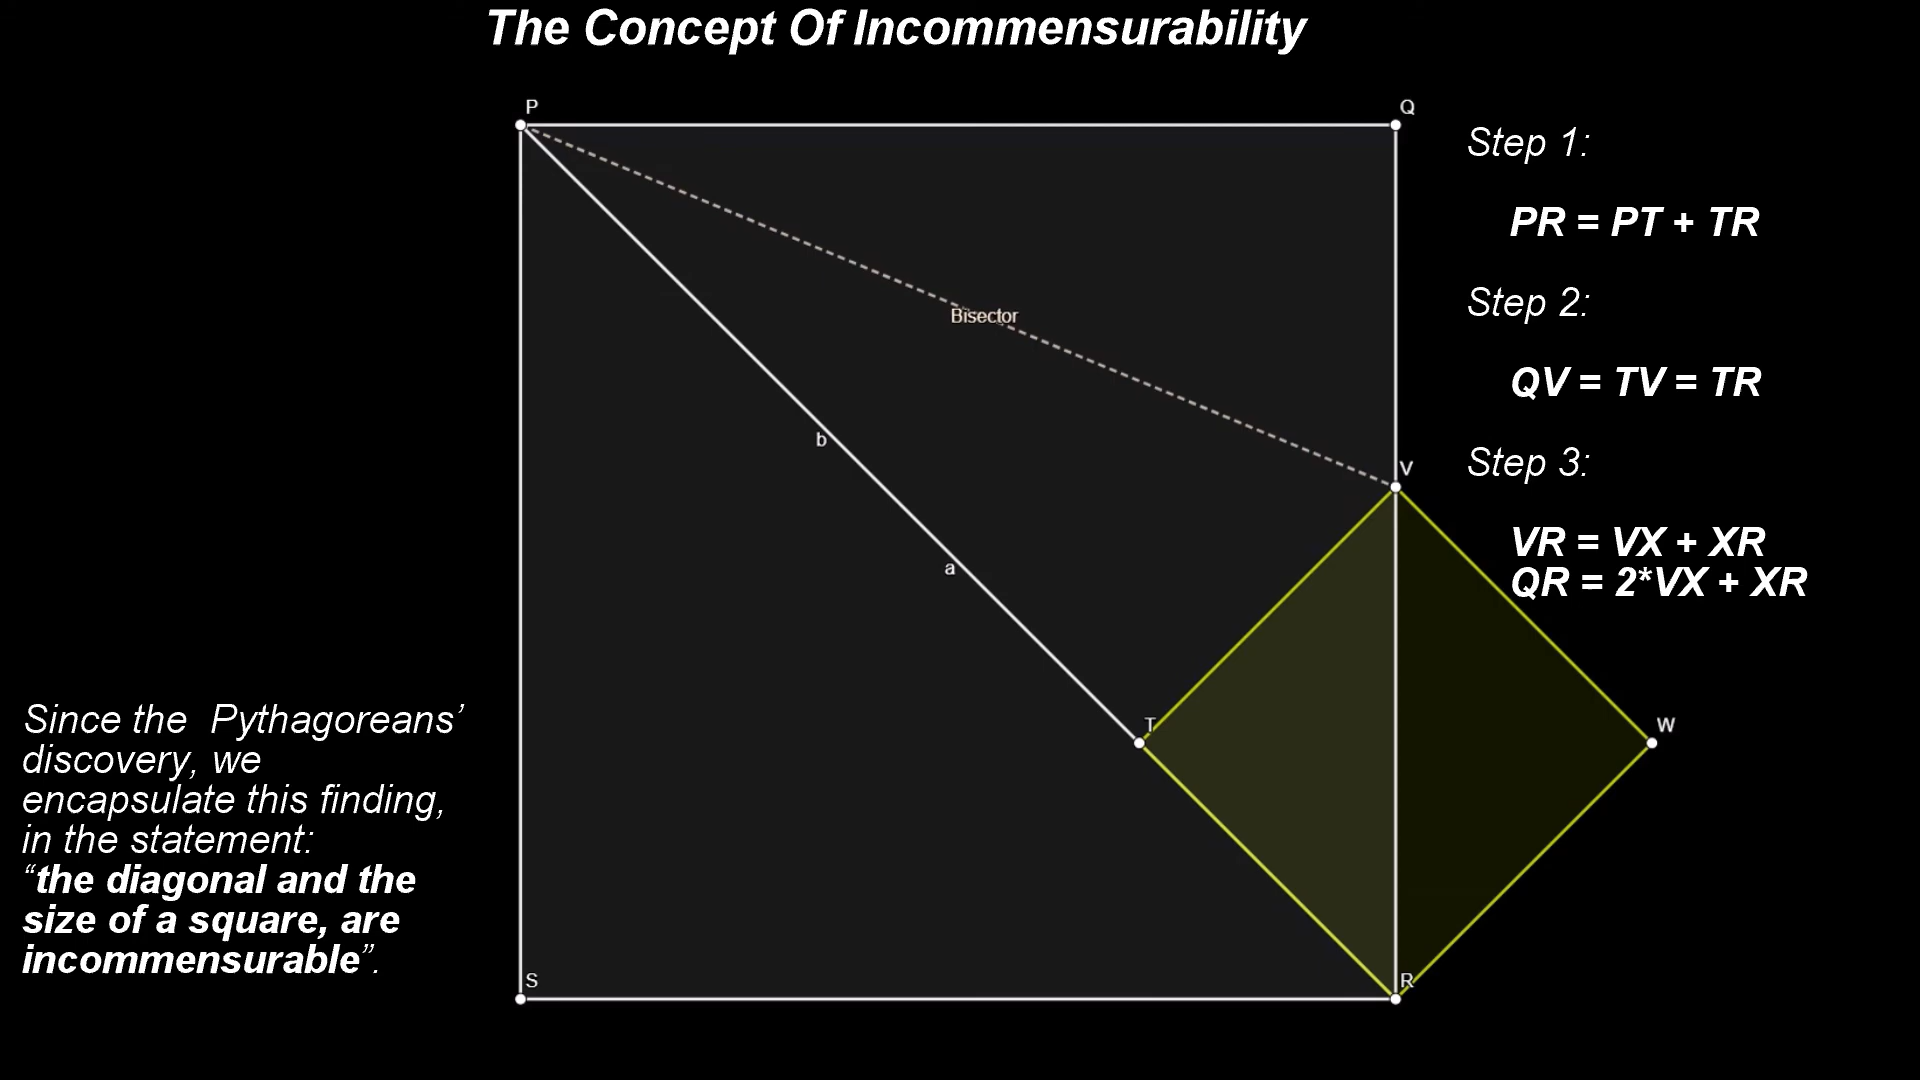 The Concept Of Incommensurability
P
Q
Step 1:
PR = PT + TR
Step 2:
Bisector
QV = TV = TR
b
V
Step 3:
VR = VX + XR
a
QR = 2*VX + XR
T
W
Since the  Pythagoreans’
discovery, we
encapsulate this finding,
in the statement:
“the diagonal and the
size of a square, are
incommensurable”.
S
R